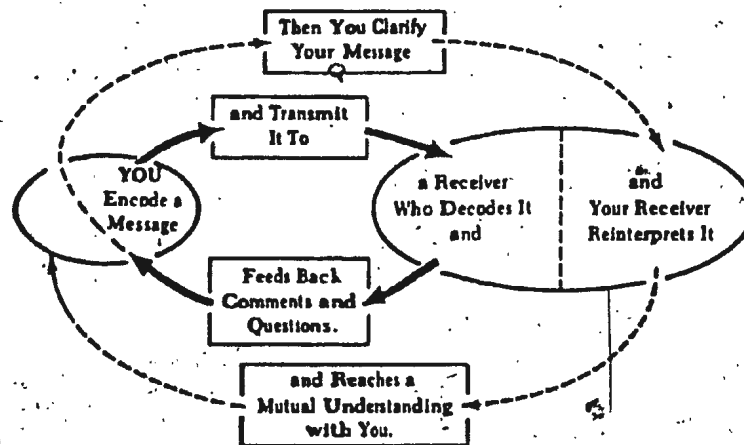 Then You Clarify
Your Message
and Transmit
It To
YOU
Encode a
Message
a Receiver
Who Decodes It
and
and
Your Receiver
Reinterprets It
Feeds Back
Comments and
Questions.
and Reaches a
Mutual Understanding
with You.